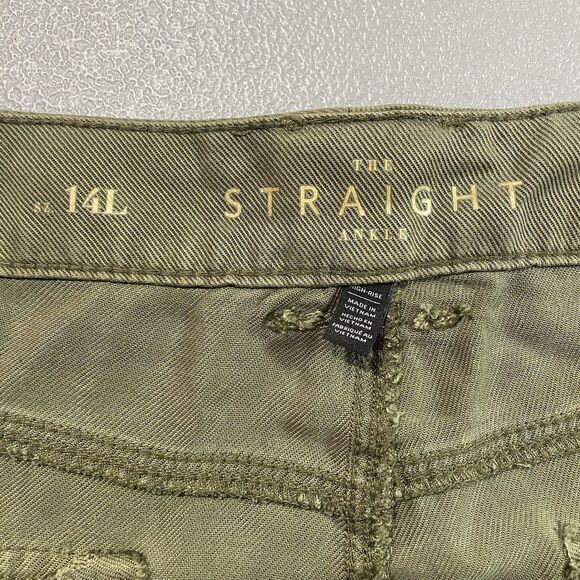 THE
SZ. 14L STRAIGHT
ANKLE
HIGH-RISE
MADE IN
VIETNAM
HECHO EN
VIETNAM
FABRIQUÉ AU
VIETNAM